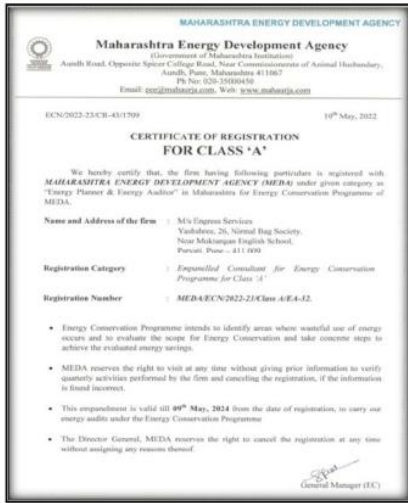 MAHARASHTRA ENERGY DEVELOPMENT AGENCY
Maharashtra Energy Development Agency
(Government of Maharashtra Institution)
Aundh Road, Opposite Spicer College Road, Near Commissionerate of Animal Husbandry,
Aundh, Pune, Maharashtra 411067
Ph No: 020-35000450
Email: eee@mahaurja.com, Web: www.mahaurja.com
ECN/2022-23/CR-43/1709 10th May, 2022
CERTIFICATE OF REGISTRATION
FOR CLASS 'A'
We hereby certify that, the firm having following particulars is registered with
MAHARASHTRA ENERGY DEVELOPMENT AGENCY (MEDA) under given category as
"Energy Planner & Energy Auditor" in Maharashtra for Energy Conservation Programme of
MEDA.
Name and Address of the firm : M/s Engress Services
Yashshree, 26, Nirmal Bag Society,
Near Muktangan English School,
Parvati, Pune – 411 009
Registration Category : Empanelled Consultant for Energy Conservation
Programme for Class 'A'
Registration Number : MEDA/ECN/2022-23/Class A/EA-32.
• Energy Conservation Programme intends to identify areas where wasteful use of energy
occurs and to evaluate the scope for Energy Conservation and take concrete steps to
achieve the evaluated energy savings.
• MEDA reserves the right to visit at any time without giving prior information to verify
quarterly activities performed by the firm and canceling the registration, if the information
is found incorrect.
• This empanelment is valid till 09th May, 2024 from the date of registration, to carry out
energy audits under the Energy Conservation Programme
• The Director General, MEDA reserves the right to cancel the registration at any time
without assigning any reasons thereof.
General Manager (EC)